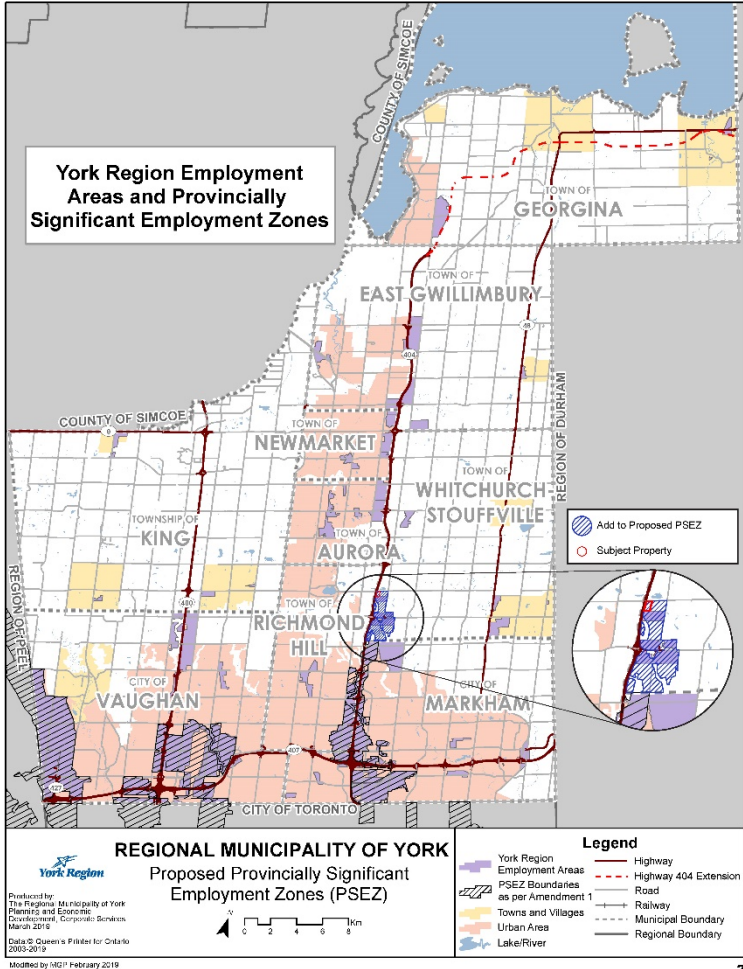 York Region Employment
Areas and Provincially
Significant Employment Zones
COUNTY OF SIMCOE
TOWN OF
GEORGINA
TOWN OF
EAST GWILLIMBURY
48
404
COUNTY OF SIMCOE
9
TOWN OF
NEWMARKET
REGION OF DURHAM
TOWN OF
WHITCHURCH-
STOUFFVILLE
TOWNSHIP OF
KING
TOWN OF
AURORA
Add to Proposed PSEZ
Subject Property
REGION OF PEEL
400
TOWN OF
RICHMOND
HILL
CITY OF
VAUGHAN
CITY OF
MARKHAM
407
427
CITY OF TORONTO
York Region
Produced by:
The Regional Municipality of York
Planning and Economic
Development, Corporate Services
March 2019
Data:© Queen's Printer for Ontario
2003-2019
REGIONAL MUNICIPALITY OF YORK
Proposed Provincially Significant
Employment Zones (PSEZ)
N
0 2 4 6 8 Km
Legend
York Region
Employment Areas
PSEZ Boundaries
as per Amendment 1
Towns and Villages
Urban Area
Lake/River
Highway
Highway 404 Extension
Road
Railway
Municipal Boundary
Regional Boundary
Modified by MGP February 2019